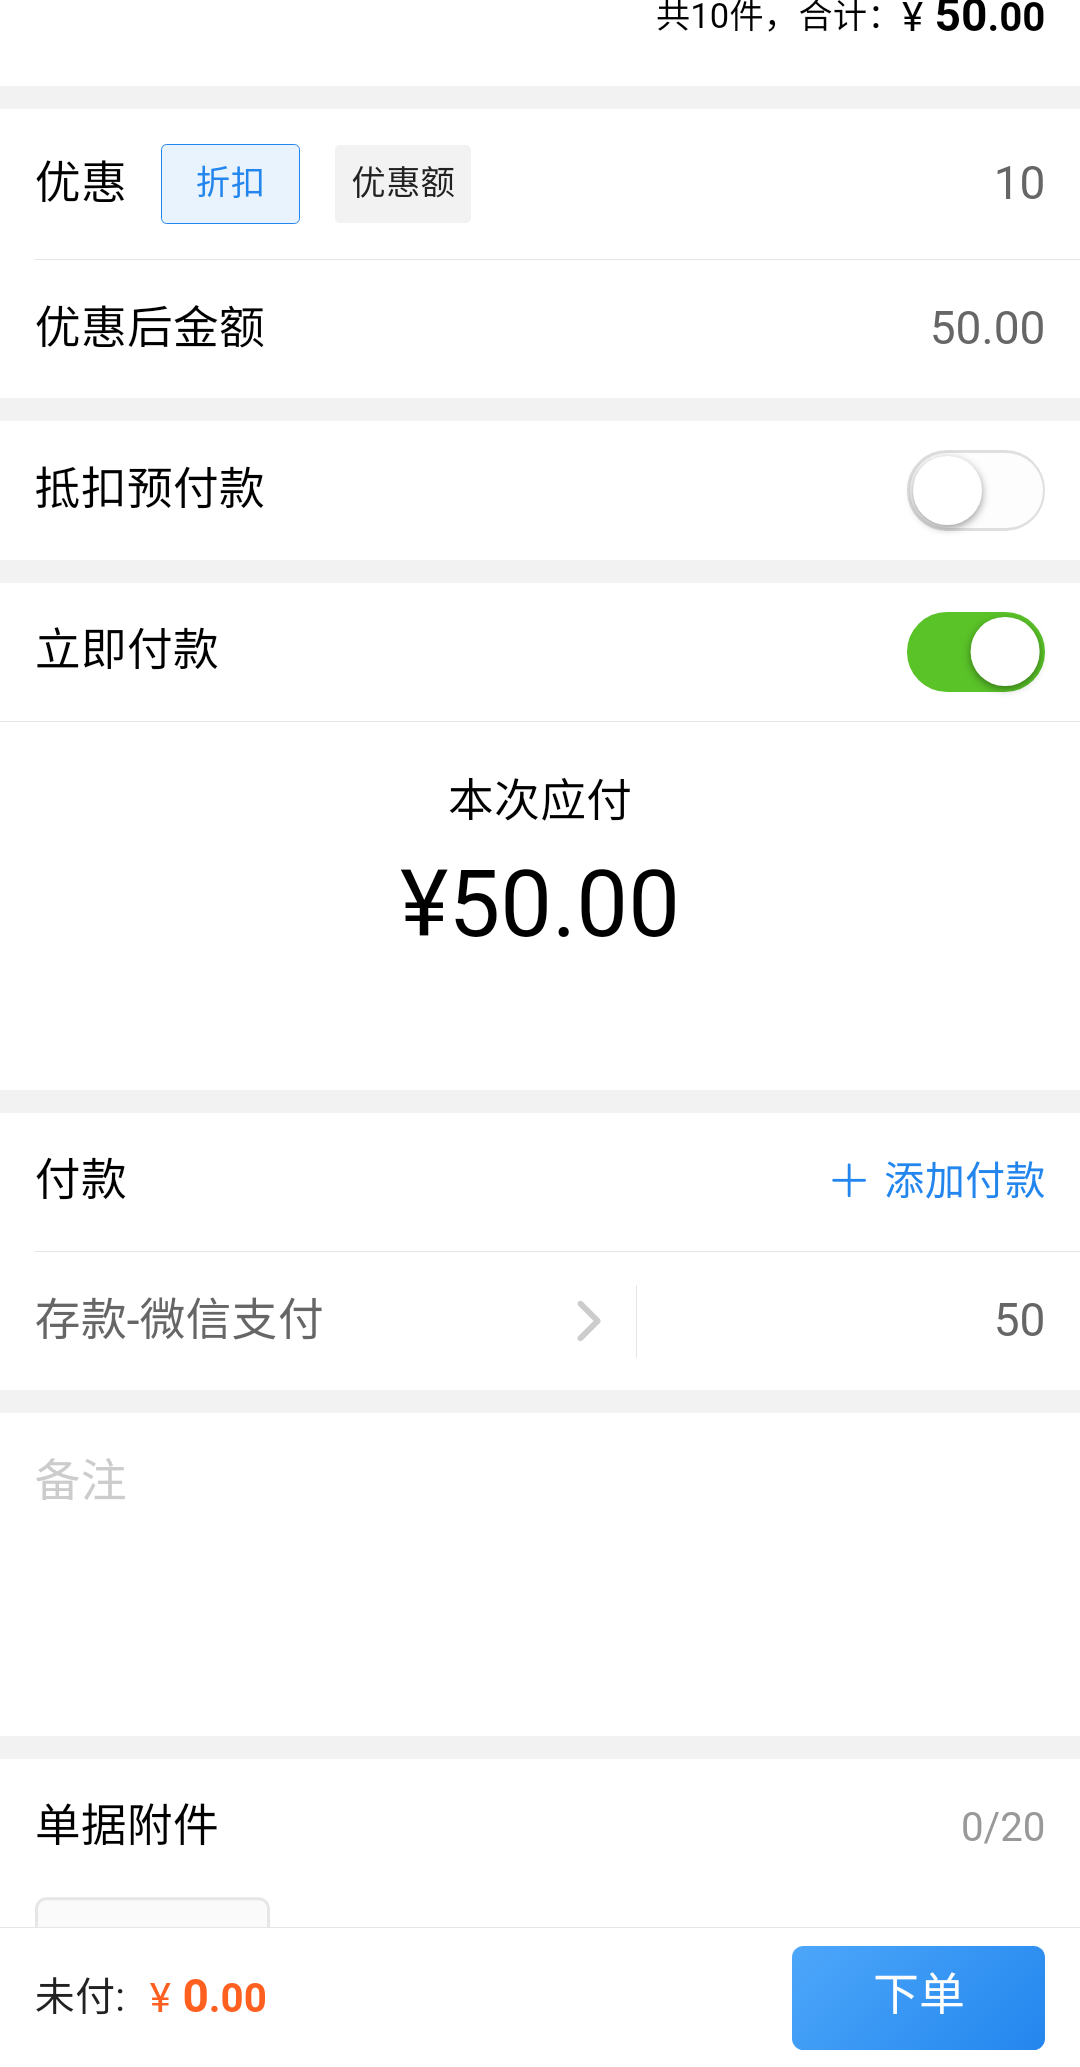 共10件，合计：¥ 50.00
优惠 折扣 优惠额 10
优惠后金额 50.00
抵扣预付款
立即付款
本次应付
¥50.00
付款 + 添加付款
存款-微信支付 50
备注
单据附件 0/20
未付: ¥ 0.00 下单